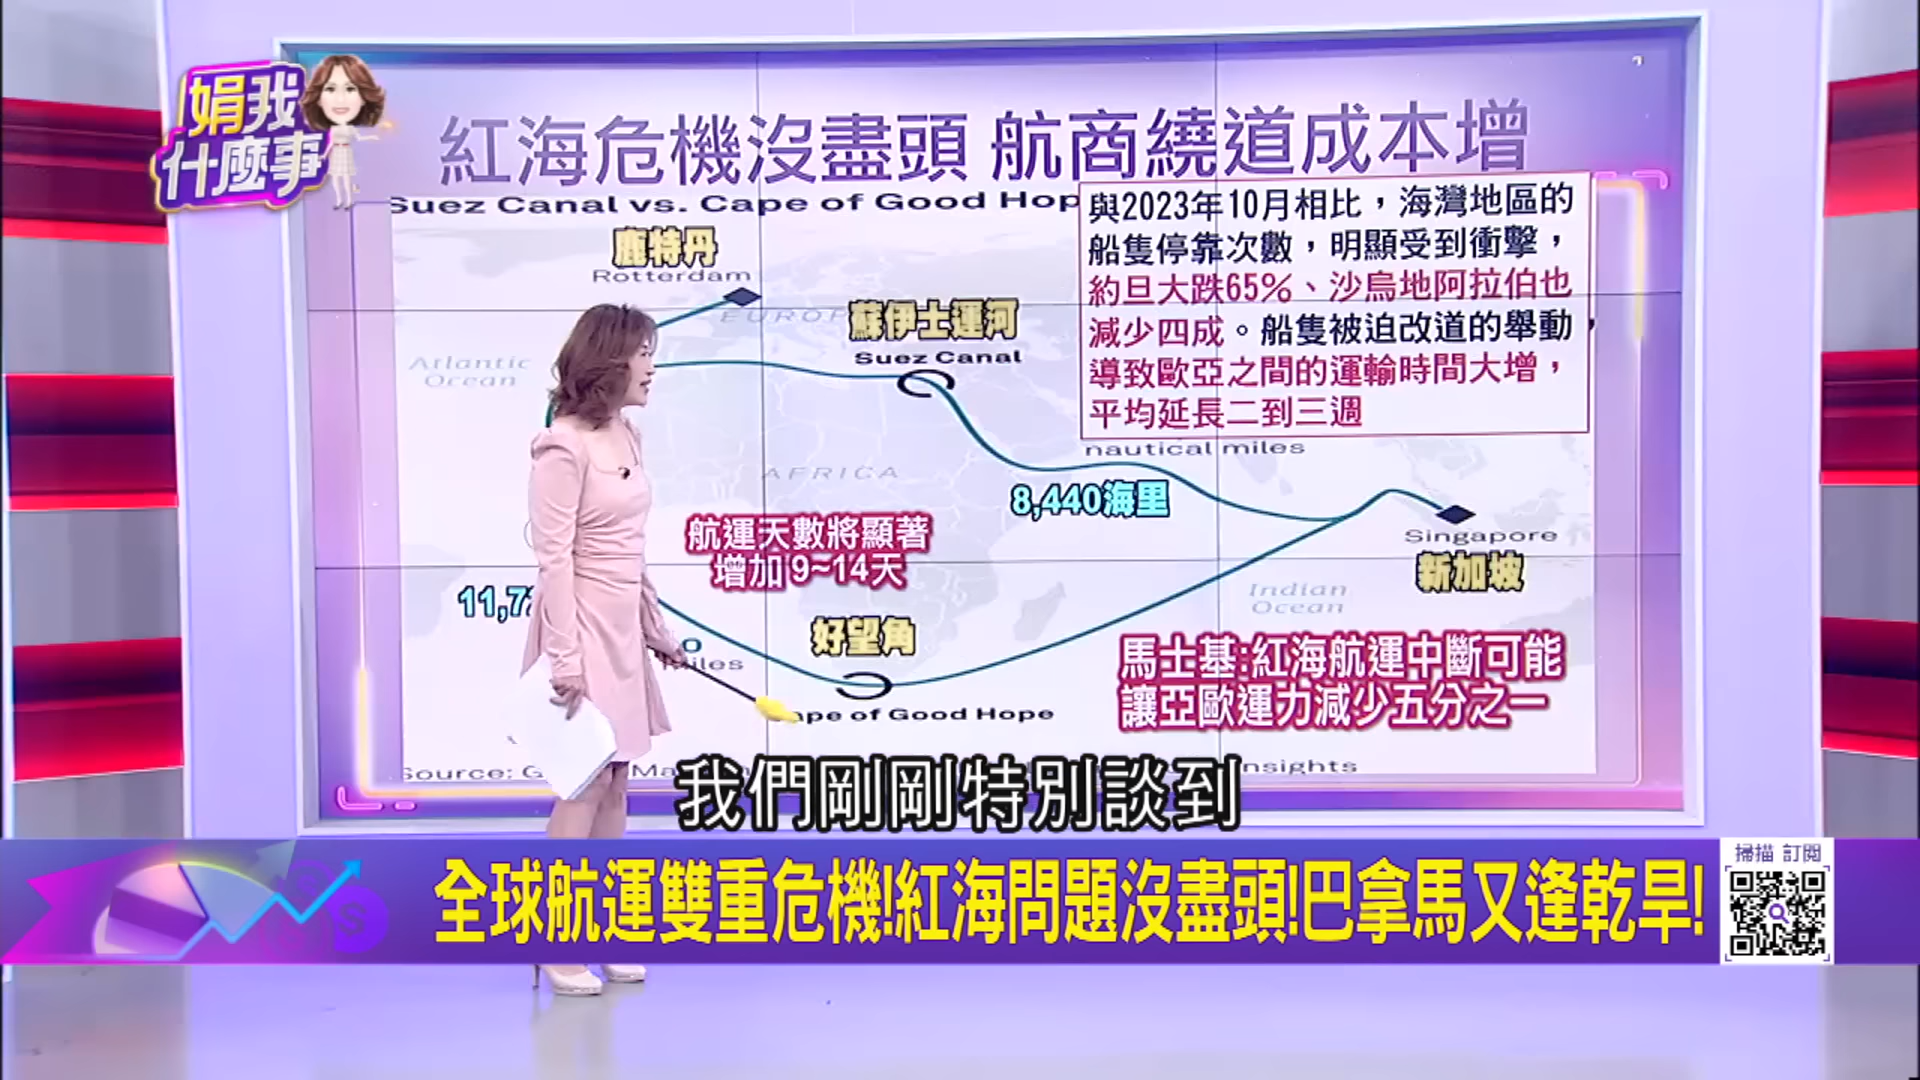 娟我
什麼事
紅海危機沒盡頭 航商繞道成本增
Suez Canal vs. Cape of Good Hop
與2023年10月相比，海灣地區的
船隻停靠次數，明顯受到衝擊，
約旦大跌65%、沙烏地阿拉伯也
減少四成。船隻被迫改道的舉動，
導致歐亞之間的運輸時間大增，
平均延長二到三週
鹿特丹
Rotterdam
EUROP
蘇伊士運河
Suez Canal
Atlantic
Ocean
nautical miles
AFRICA
8,440海里
航運天數將顯著
增加9~14天
Singapore
新加坡
Indian
Ocean
11,7
好望角
miles
ape of Good Hope
馬士基:紅海航運中斷可能
讓亞歐運力減少五分之一
Source: G
Ma
nsights
我們剛剛特別談到
全球航運雙重危機!紅海問題沒盡頭!巴拿馬又逢乾旱!
掃描 訂閱